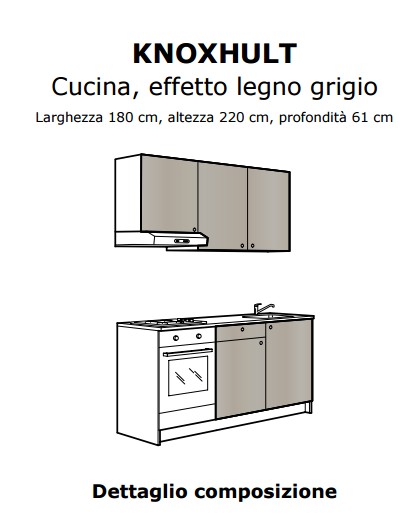 KNOXHULT
Cucina, effetto legno grigio
Larghezza 180 cm, altezza 220 cm, profondità 61 cm
Dettaglio composizione